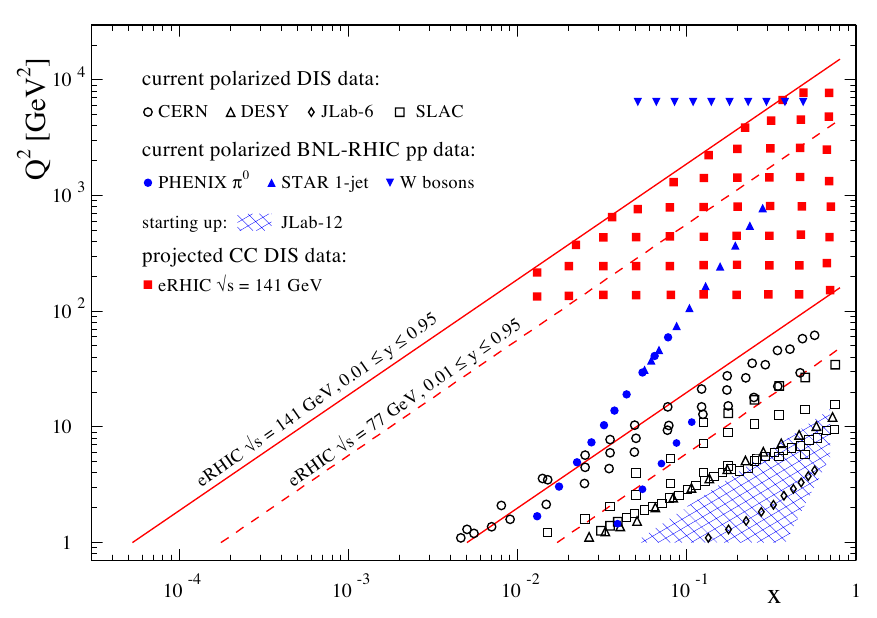 current polarized DIS data:
CERN DESY JLab-6 SLAC
current polarized BNL-RHIC pp data:
PHENIX π⁰ STAR 1-jet W bosons
starting up: JLab-12
projected CC DIS data:
eRHIC √s = 141 GeV
eRHIC √s = 141 GeV, 0.01 ≤ y ≤ 0.95
eRHIC √s = 77 GeV, 0.01 ≤ y ≤ 0.95
Q² [GeV²]
10⁴
10³
10²
10
1
10⁻⁴ 10⁻³ 10⁻² 10⁻¹ 1
x